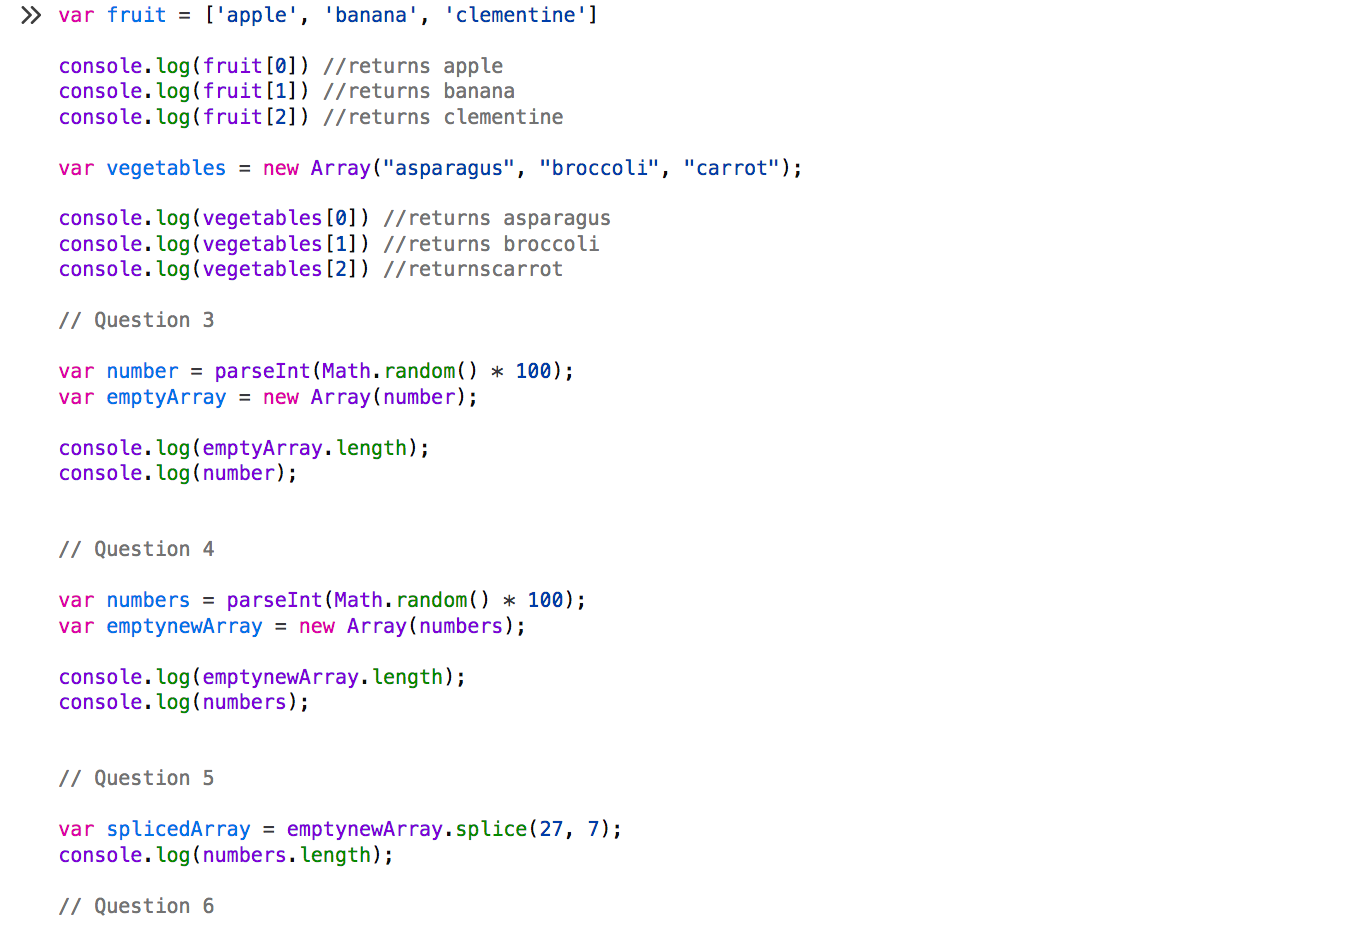 » var fruit = ['apple', 'banana', 'clementine']
console.log(fruit[0]) //returns apple
console.log(fruit[1]) //returns banana
console.log(fruit[2]) //returns clementine
var vegetables = new Array("asparagus", "broccoli", "carrot");
console.log(vegetables[0]) //returns asparagus
console.log(vegetables[1]) //returns broccoli
console.log(vegetables[2]) //returnscarrot
// Question 3
var number = parseInt(Math.random() * 100);
var emptyArray = new Array(number);
console.log(emptyArray.length);
console.log(number);
// Question 4
var numbers = parseInt(Math.random() * 100);
var emptynewArray = new Array(numbers);
console.log(emptynewArray.length);
console.log(numbers);
// Question 5
var splicedArray = emptynewArray.splice(27, 7);
console.log(numbers.length);
// Question 6